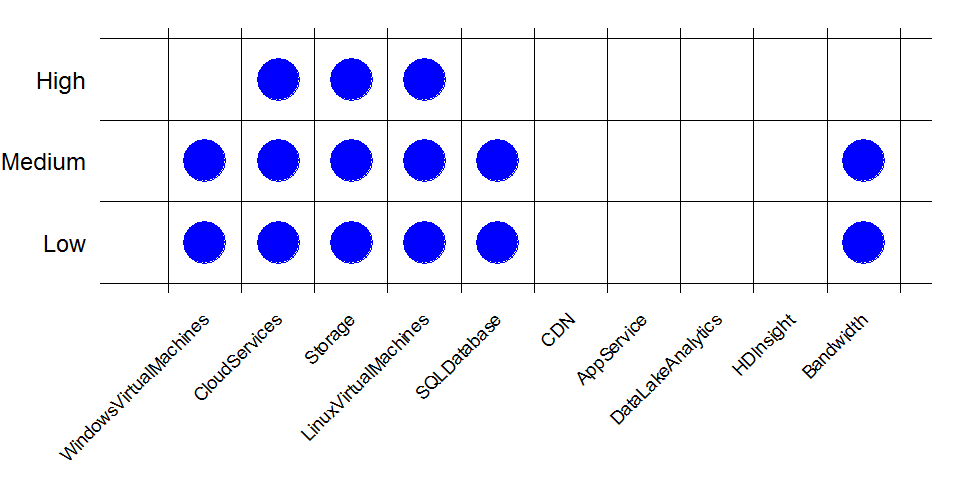 High
Medium
Low
WindowsVirtualMachines
CloudServices
Storage
LinuxVirtualMachines
SQLDatabase
CDN
AppService
DataLakeAnalytics
HDInsight
Bandwidth